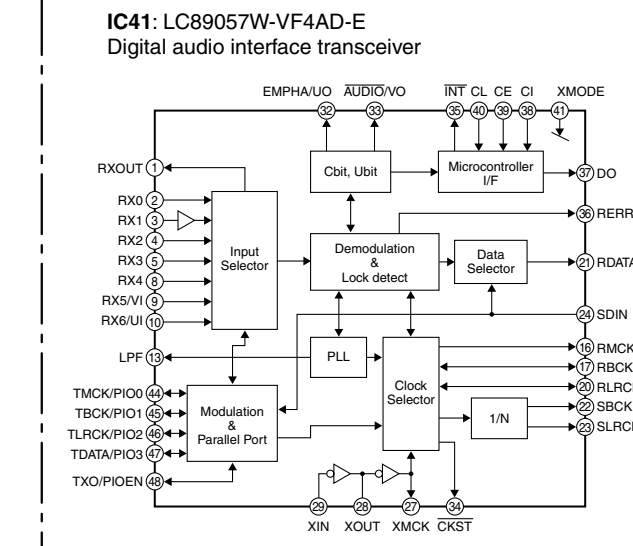 IC41: LC89057W-VF4AD-E
Digital audio interface transceiver
EMPHA/UO AUDIO/VO INT CL CE CI XMODE
32 33 35 40 39 38 41
RXOUT 1
Cbit, Ubit
Microcontroller
I/F
37 DO
RX0 2
RX1 3
RX2 4
RX3 5
RX4 8
RX5/VI 9
RX6/UI 10
Input
Selector
Demodulation
&
Lock detect
Data
Selector
36 RERR
21 RDATA
24 SDIN
LPF 13
PLL
Clock
Selector
16 RMCK
17 RBCK
20 RLRC
22 SBCK
23 SLRC
1/N
TMCK/PIO0 44
TBCK/PIO1 45
TLRCK/PIO2 46
TDATA/PIO3 47
TXO/PIOEN 48
Modulation
&
Parallel Port
29 28 27 34
XIN XOUT XMCK CKST